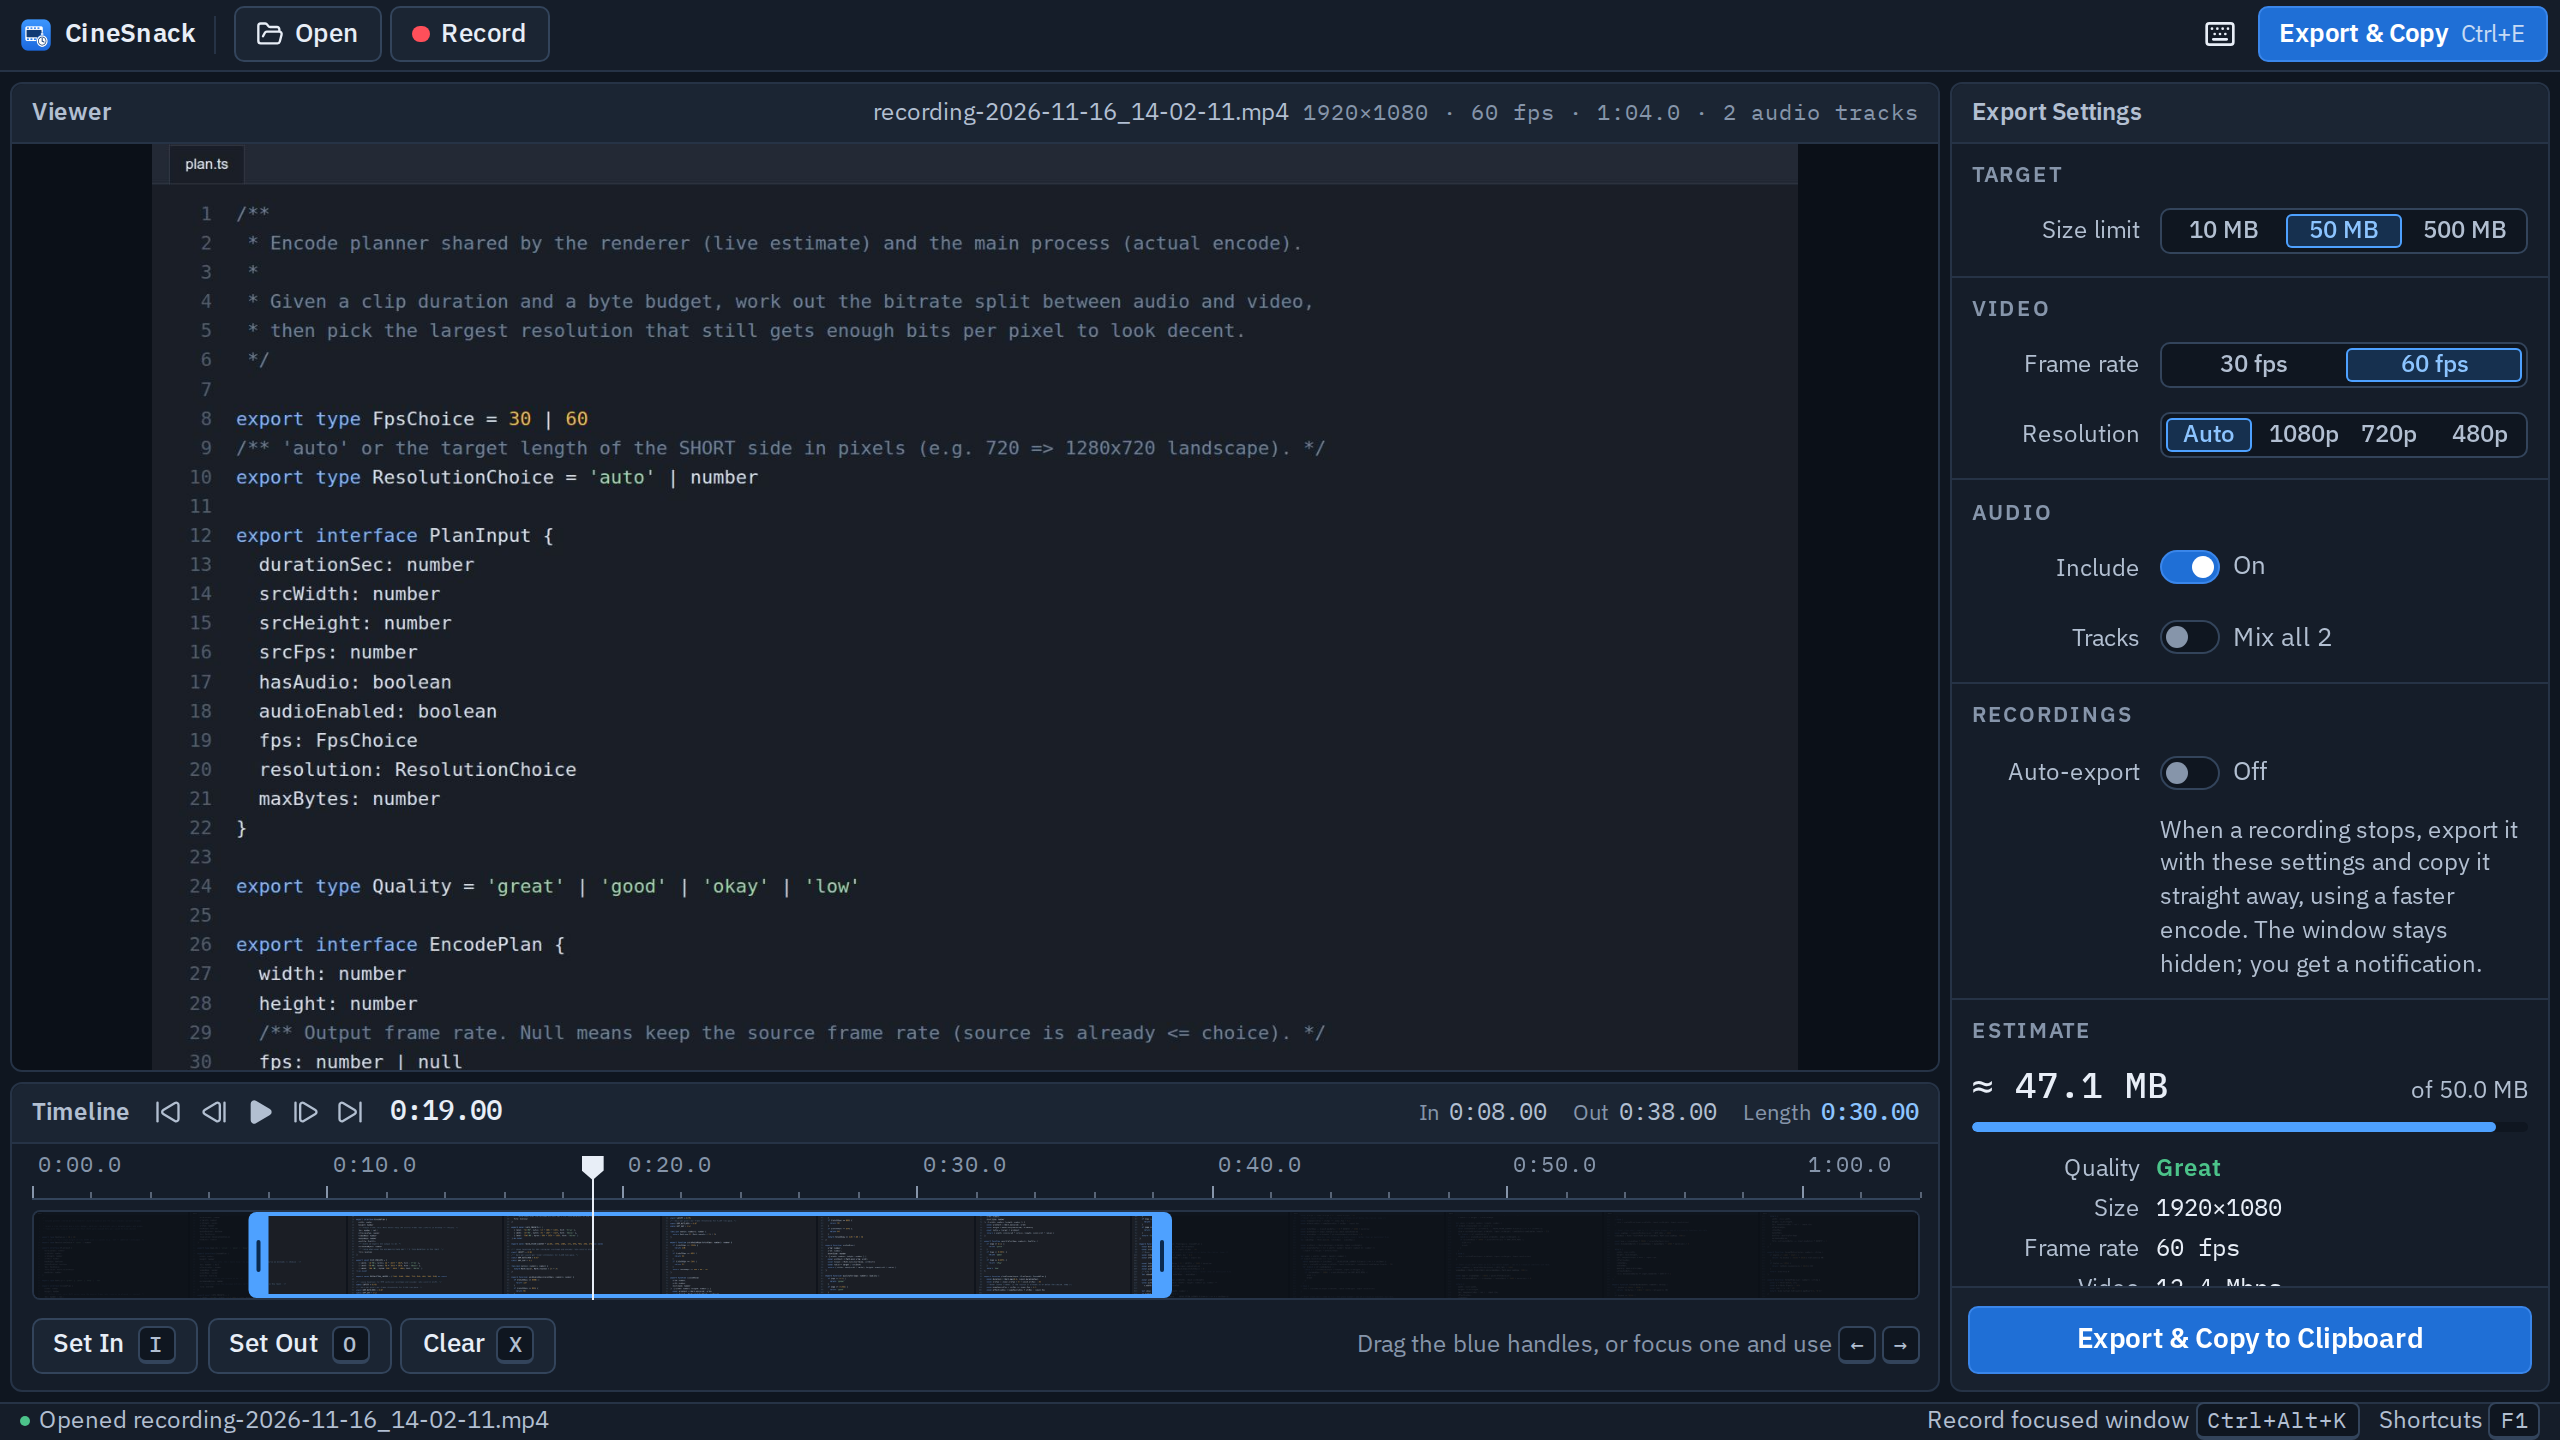 CineSnack
Open
Record
Export & Copy Ctrl+E
Viewer
recording-2026-11-16_14-02-11.mp4 1920×1080 · 60 fps · 1:04.0 · 2 audio tracks
plan.ts
1 /**
2  * Encode planner shared by the renderer (live estimate) and the main process (actual encode).
3  *
4  * Given a clip duration and a byte budget, work out the bitrate split between audio and video,
5  * then pick the largest resolution that still gets enough bits per pixel to look decent.
6  */
7
8 export type FpsChoice = 30 | 60
9 /** 'auto' or the target length of the SHORT side in pixels (e.g. 720 => 1280x720 landscape). */
10 export type ResolutionChoice = 'auto' | number
11
12 export interface PlanInput {
13   durationSec: number
14   srcWidth: number
15   srcHeight: number
16   srcFps: number
17   hasAudio: boolean
18   audioEnabled: boolean
19   fps: FpsChoice
20   resolution: ResolutionChoice
21   maxBytes: number
22 }
23
24 export type Quality = 'great' | 'good' | 'okay' | 'low'
25
26 export interface EncodePlan {
27   width: number
28   height: number
29   /** Output frame rate. Null means keep the source frame rate (source is already <= choice). */
30   fps: number | null
Export Settings
TARGET
Size limit 10 MB 50 MB 500 MB
VIDEO
Frame rate 30 fps 60 fps
Resolution Auto 1080p 720p 480p
AUDIO
Include On
Tracks Mix all 2
RECORDINGS
Auto-export Off
When a recording stops, export it
with these settings and copy it
straight away, using a faster
encode. The window stays
hidden; you get a notification.
ESTIMATE
≈ 47.1 MB of 50.0 MB
Quality Great
Size 1920×1080
Frame rate 60 fps
Export & Copy to Clipboard
Timeline 0:19.00 In 0:08.00 Out 0:38.00 Length 0:30.00
0:00.0 0:10.0 0:20.0 0:30.0 0:40.0 0:50.0 1:00.0
Set In I Set Out O Clear X
Drag the blue handles, or focus one and use ← →
Opened recording-2026-11-16_14-02-11.mp4
Record focused window Ctrl+Alt+K Shortcuts F1